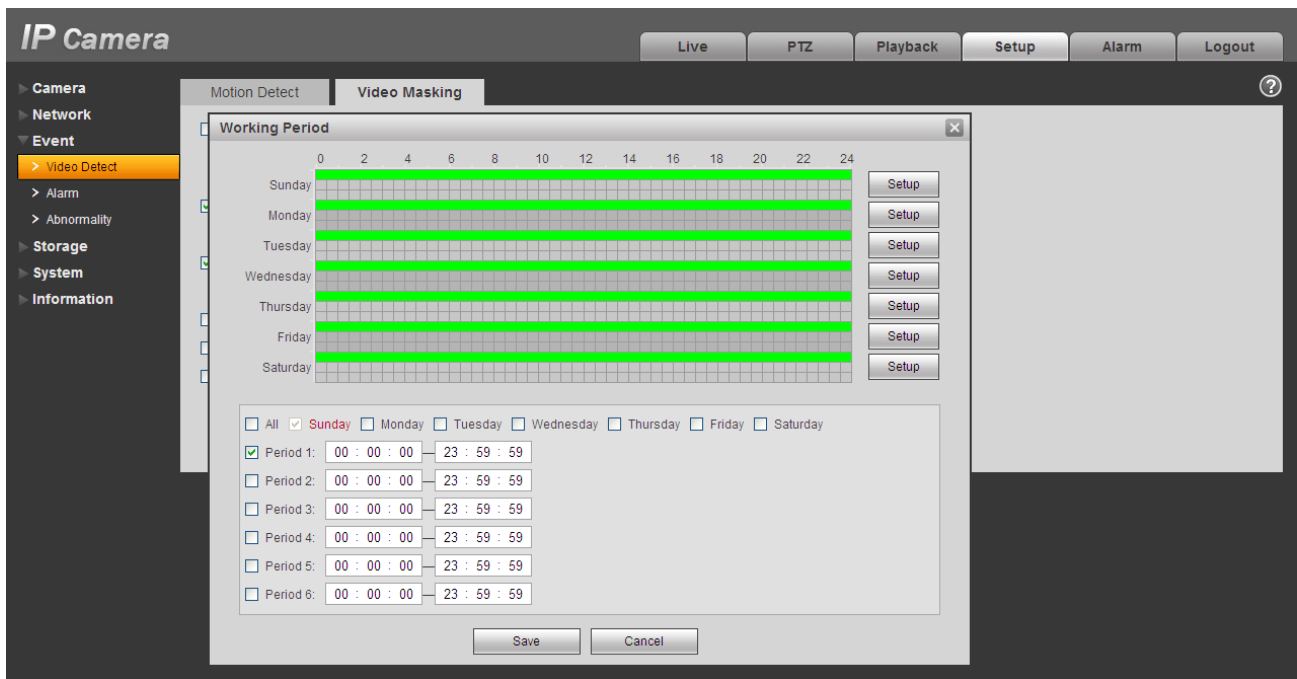 IP Camera
Live PTZ Playback Setup Alarm Logout
Camera
Network
Event
> Video Detect
> Alarm
> Abnormality
Storage
System
Information
Motion Detect Video Masking ?
Working Period
0 2 4 6 8 10 12 14 16 18 20 22 24
Sunday Setup
Monday Setup
Tuesday Setup
Wednesday Setup
Thursday Setup
Friday Setup
Saturday Setup
All Sunday Monday Tuesday Wednesday Thursday Friday Saturday
Period 1: 00 : 00 : 00 — 23 : 59 : 59
Period 2: 00 : 00 : 00 — 23 : 59 : 59
Period 3: 00 : 00 : 00 — 23 : 59 : 59
Period 4: 00 : 00 : 00 — 23 : 59 : 59
Period 5: 00 : 00 : 00 — 23 : 59 : 59
Period 6: 00 : 00 : 00 — 23 : 59 : 59
Save Cancel